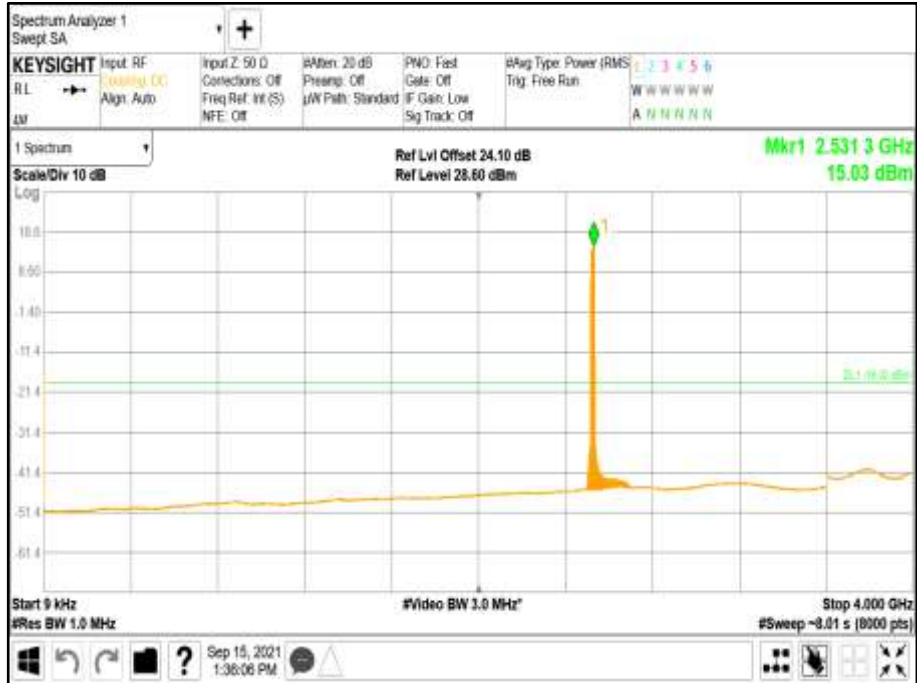 Spectrum Analyzer 1
Swept SA
KEYSIGHT
RL
Input: RF
Coupling: DC
Align: Auto
Input Z: 50 Ω
Corrections: Off
Freq Ref: Int (S)
NFE: Off
#Atten: 20 dB
Preamp: Off
µW Path: Standard
PNO: Fast
Gate: Off
IF Gain: Low
Sig Track: Off
#Avg Type: Power (RMS
Trig: Free Run
1 2 3 4 5 6
W W W W W W
A N N N N N
1 Spectrum
Scale/Div 10 dB
Log
Ref Lvl Offset 24.10 dB
Ref Level 28.60 dBm
Mkr1 2.531 3 GHz
15.03 dBm
1
8.60
-1.40
-11.4
-21.4
-31.4
-41.4
-51.4
-61.4
Start 9 kHz
#Res BW 1.0 MHz
#Video BW 3.0 MHz*
Stop 4.000 GHz
#Sweep ~8.01 s (8000 pts)
?
Sep 15, 2021
1:36:06 PM